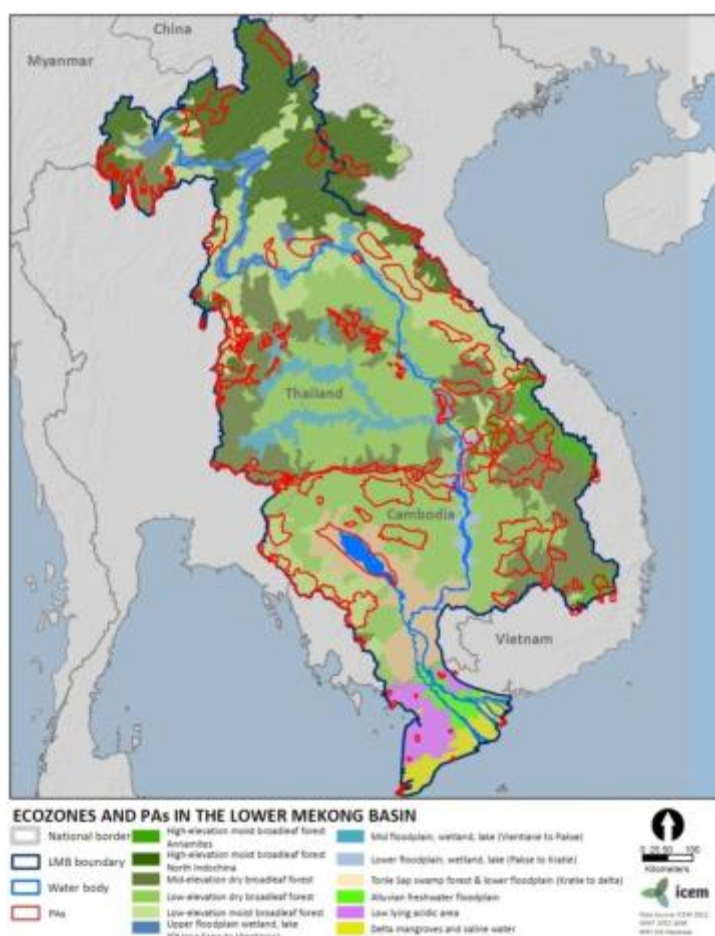 China
Myanmar
Thailand
Cambodia
Vietnam
ECOZONES AND PAs IN THE LOWER MEKONG BASIN
National border
LMB boundary
Water body
PAs
High-elevation moist broadleaf forest
Annamites
High-elevation moist broadleaf forest
North Indochina
Mid-elevation dry broadleaf forest
Low-elevation dry broadleaf forest
Low-elevation moist broadleaf forest
Upper floodplain wetland, lake
Mid floodplain, wetland, lake (Vientiane to Pakse)
Lower floodplain, wetland, lake (Pakse to Kratie)
Tonle Sap swamp forest & lower floodplain (Kratie to delta)
Alluvian freshwater floodplain
Low lying acidic area
Delta mangroves and saline water
0 25 50 100
Kilometers
icem